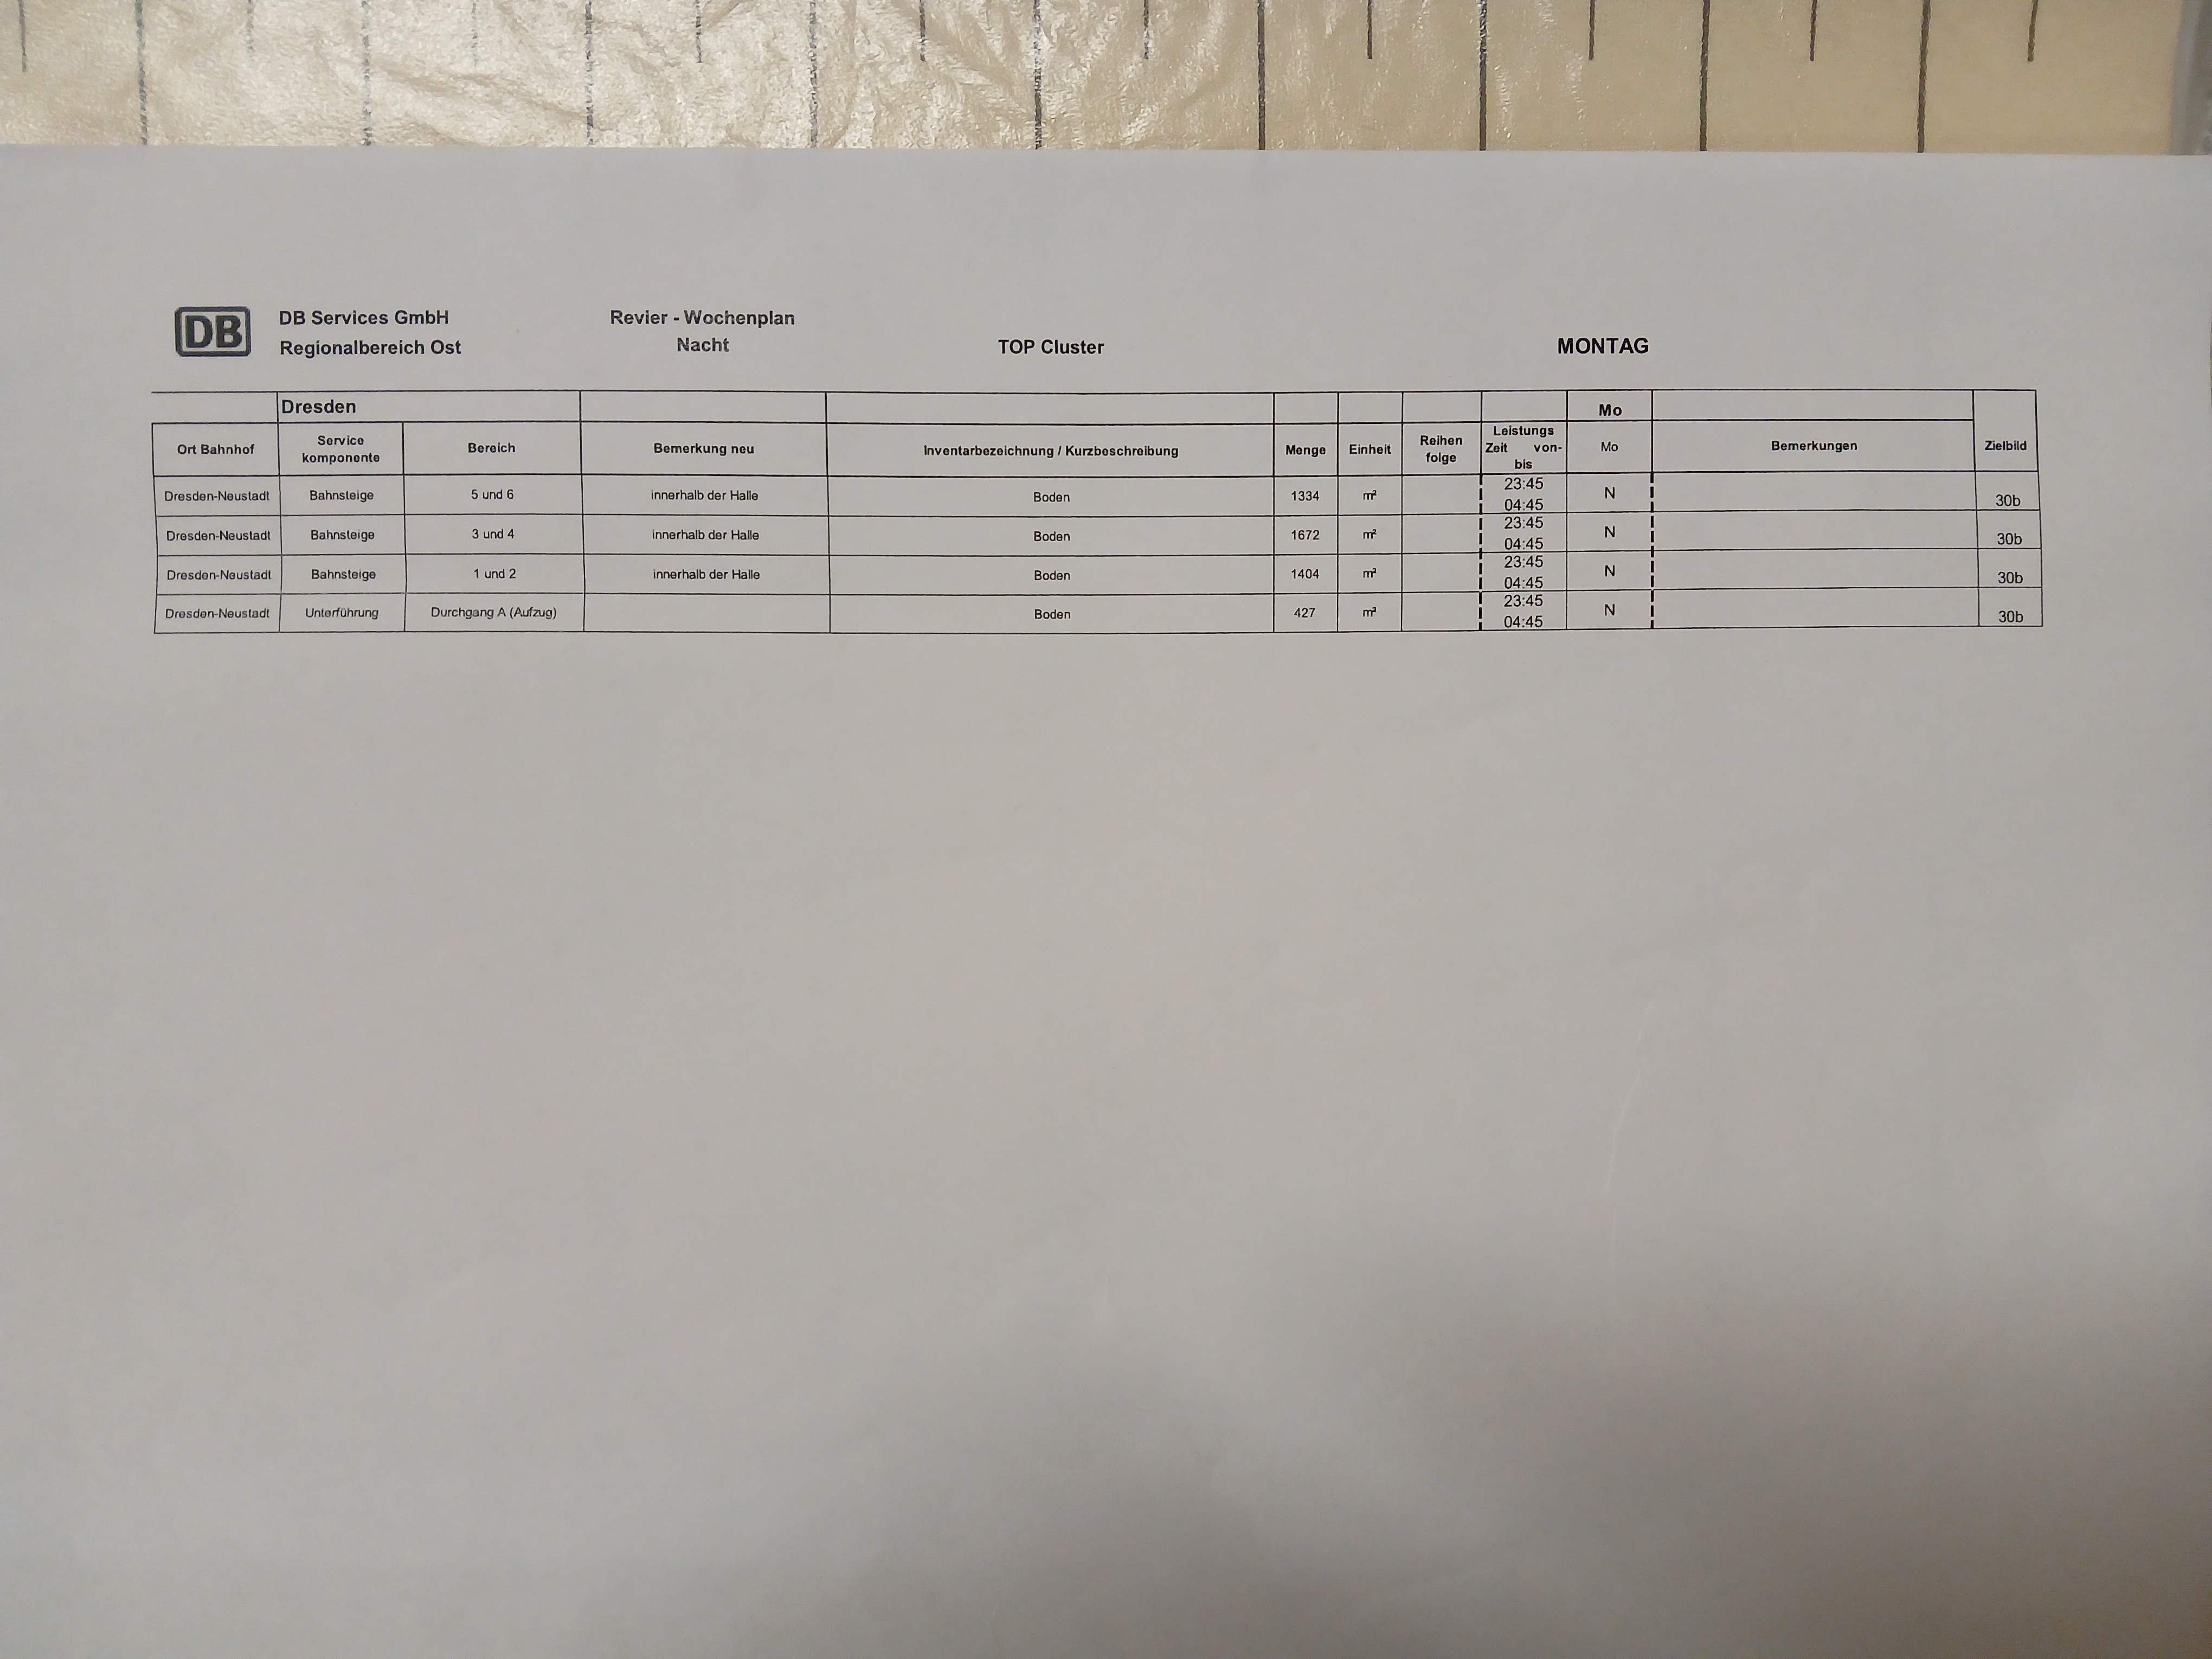 DB DB Services GmbH Revier - Wochenplan
Regionalbereich Ost Nacht TOP Cluster MONTAG
Dresden Mo
Ort Bahnhof Service komponente Bereich Bemerkung neu Inventarbezeichnung / Kurzbeschreibung Menge Einheit Reihen folge Leistungs Zeit von- bis Mo Bemerkungen Zielbild
Dresden-Neustadt Bahnsteige 5 und 6 innerhalb der Halle Boden 1334 m² 23:45 04:45 N 30b
Dresden-Neustadt Bahnsteige 3 und 4 innerhalb der Halle Boden 1672 m² 23:45 04:45 N 30b
Dresden-Neustadt Bahnsteige 1 und 2 innerhalb der Halle Boden 1404 m² 23:45 04:45 N 30b
Dresden-Neustadt Unterführung Durchgang A (Aufzug) Boden 427 m² 23:45 04:45 N 30b